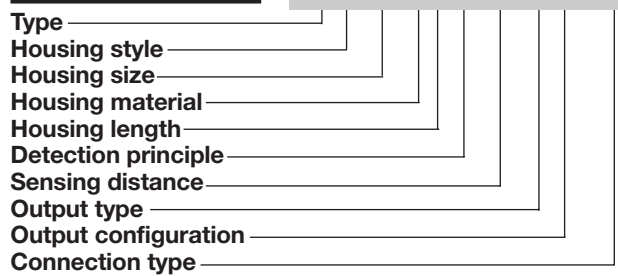 Type
Housing style
Housing size
Housing material
Housing length
Detection principle
Sensing distance
Output type
Output configuration
Connection type